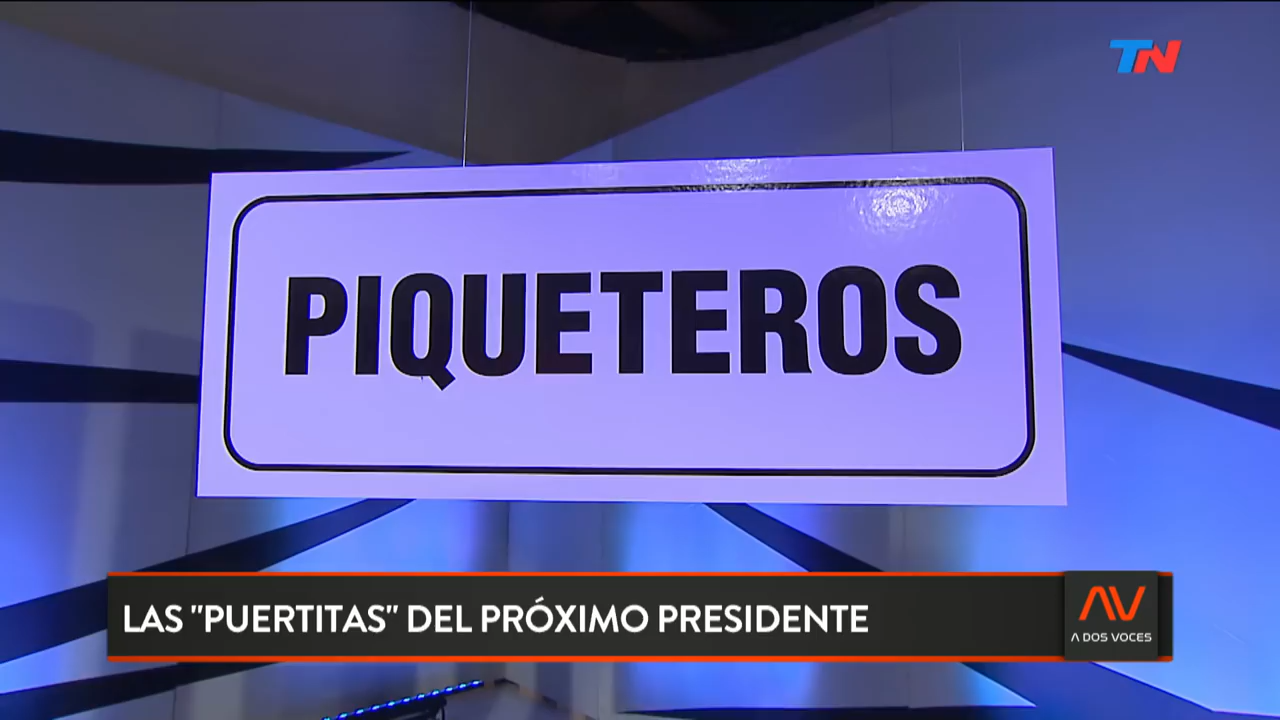 TN
PIQUETEROS
LAS "PUERTITAS" DEL PRÓXIMO PRESIDENTE
AV
A DOS VOCES